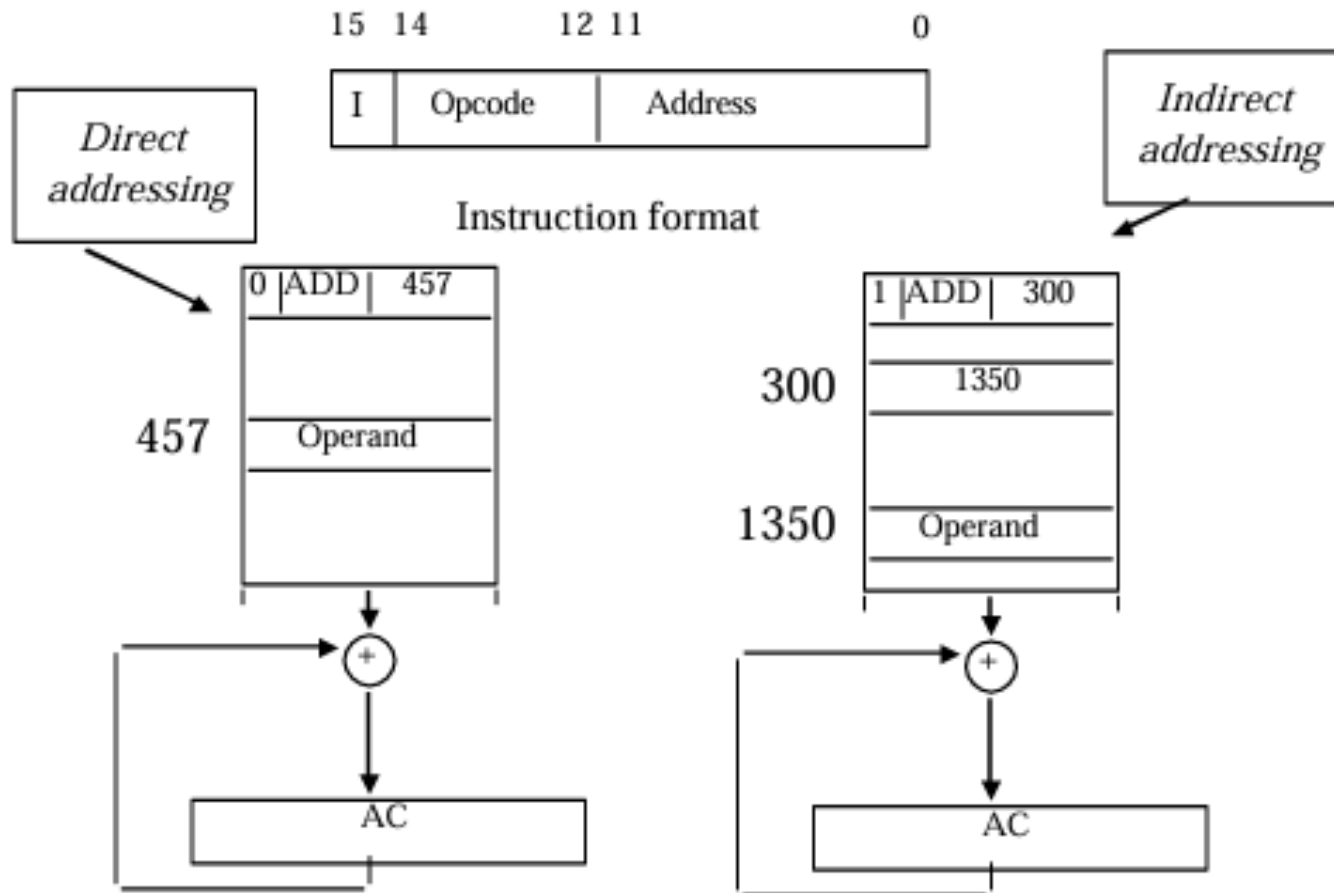 15 14 12 11 0
I Opcode Address
Direct
addressing
Indirect
addressing
Instruction format
0 ADD 457
457 Operand
+
AC
1 ADD 300
300 1350
1350 Operand
+
AC